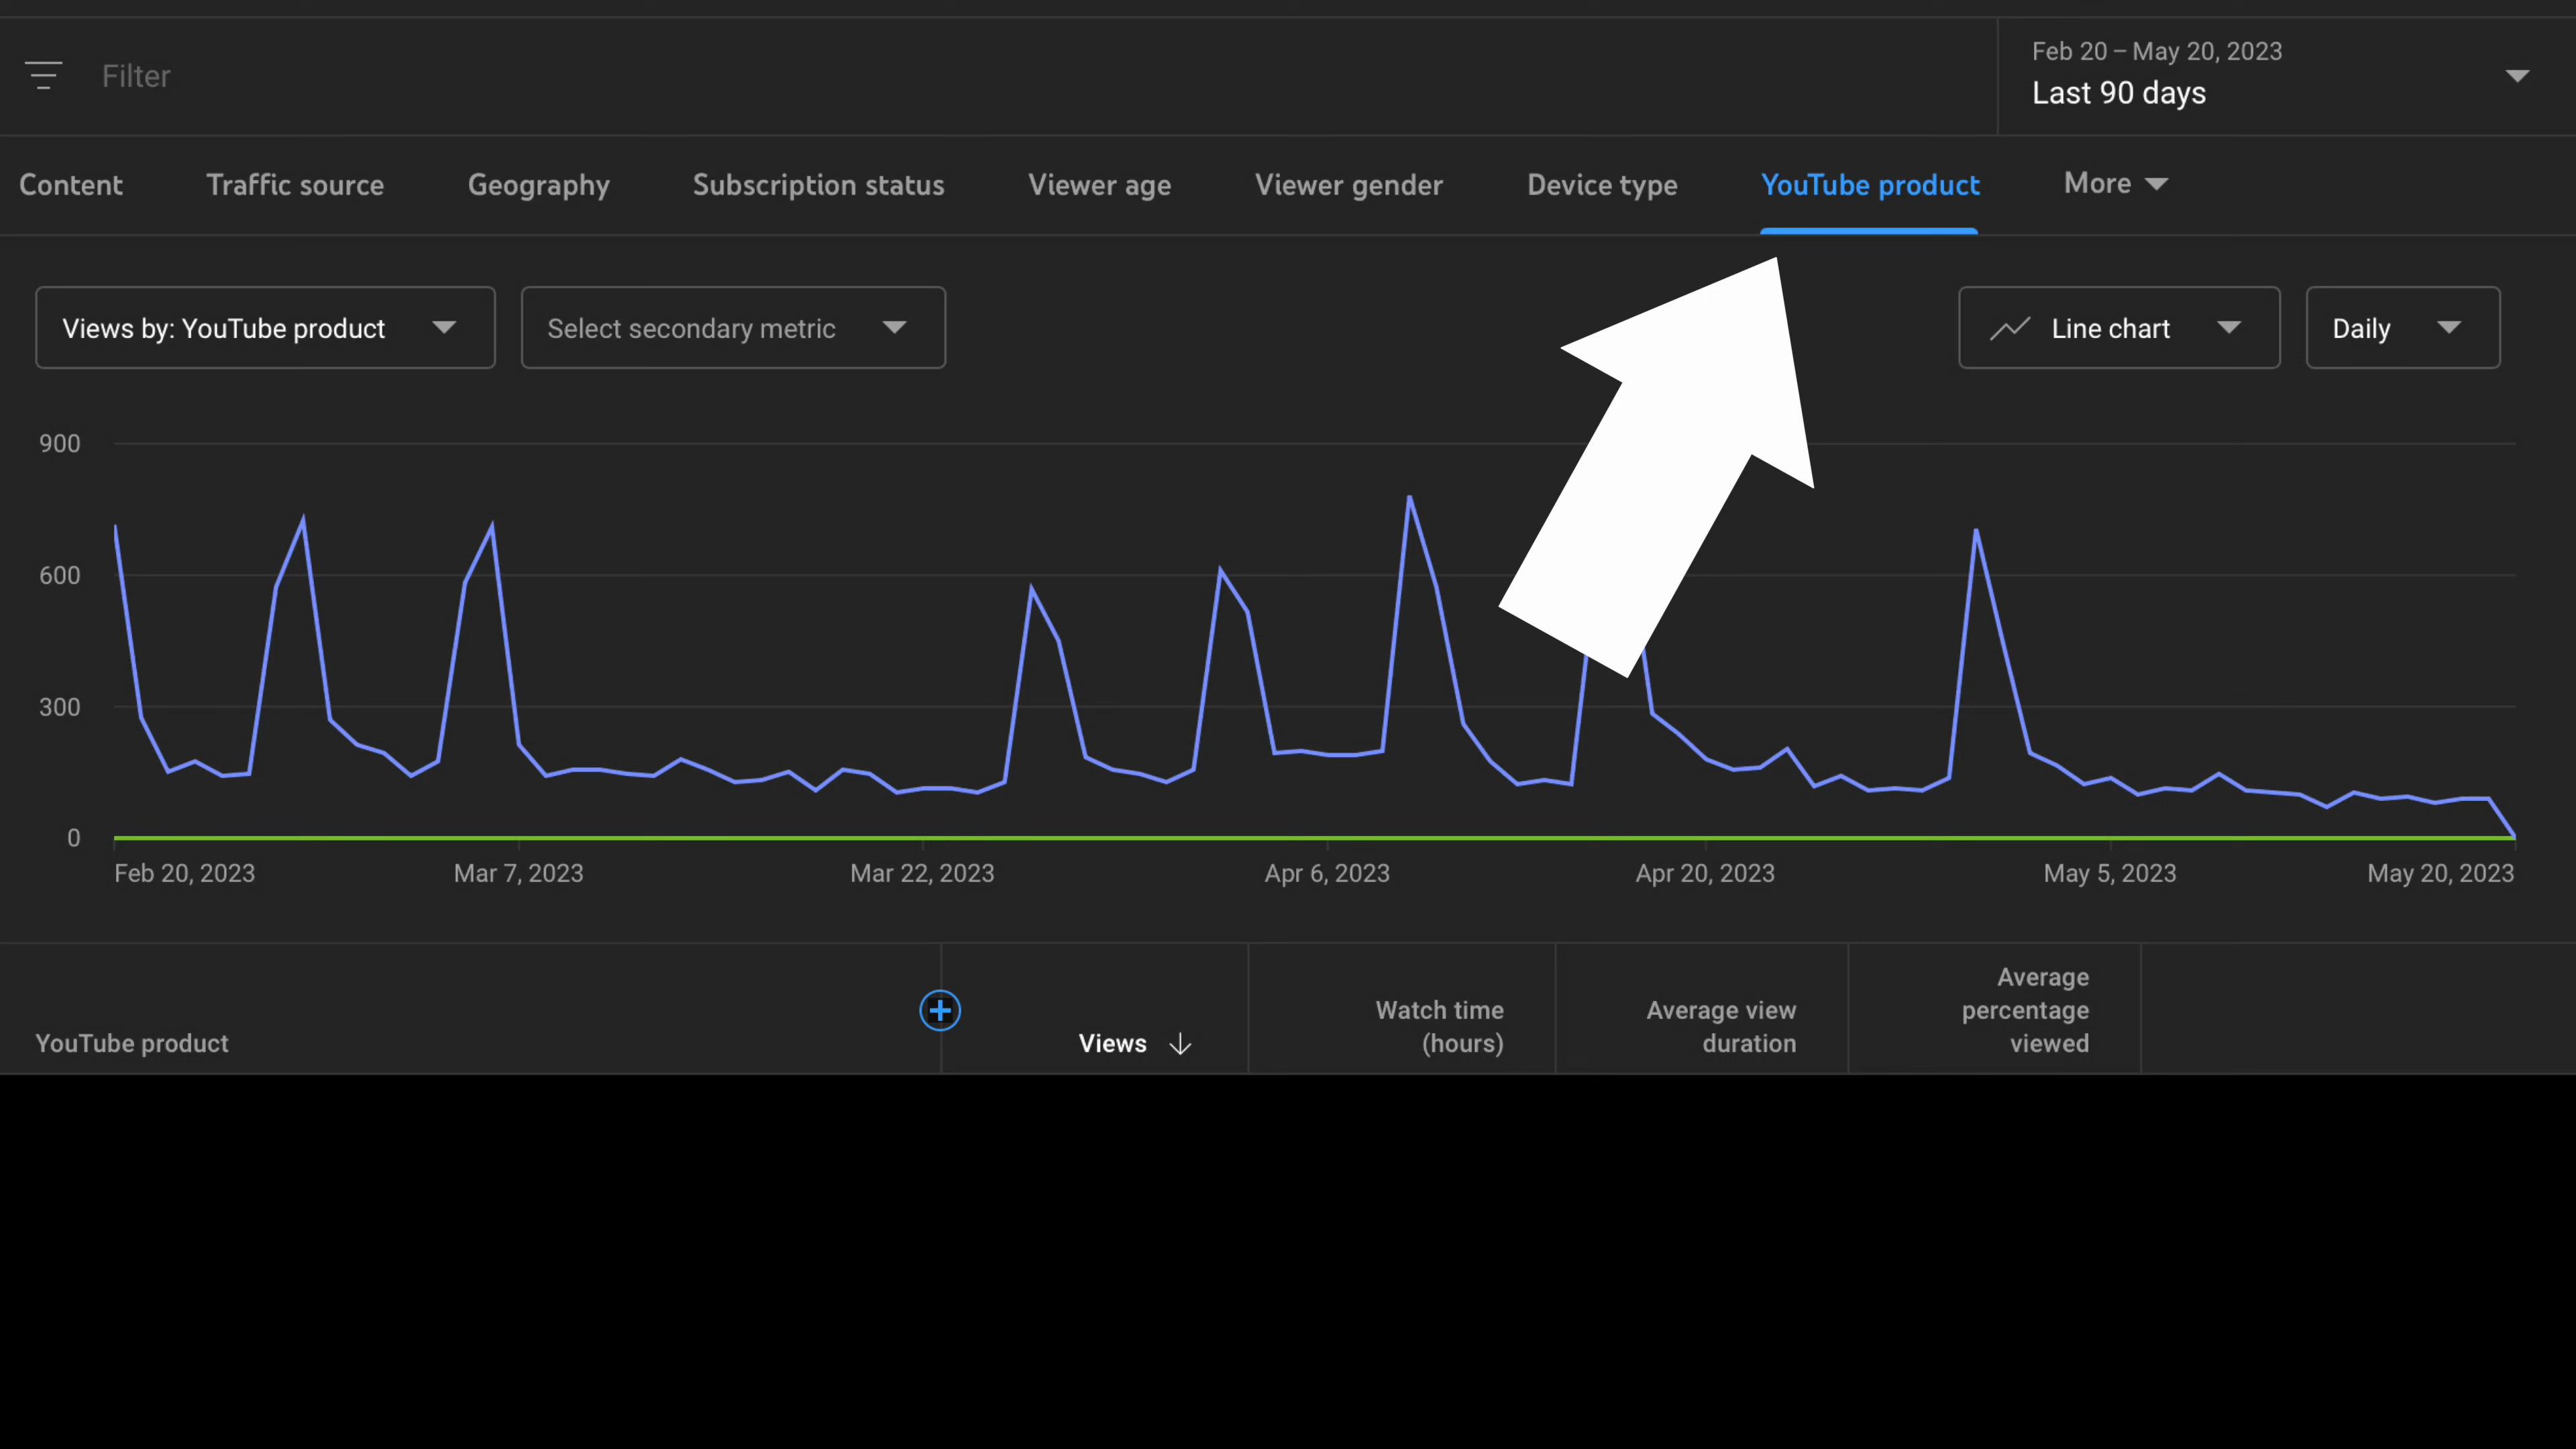 Filter
Feb 20 – May 20, 2023
Last 90 days
Content Traffic source Geography Subscription status Viewer age Viewer gender Device type YouTube product More
Views by: YouTube product Select secondary metric Line chart Daily
900
600
300
0
Feb 20, 2023 Mar 7, 2023 Mar 22, 2023 Apr 6, 2023 Apr 20, 2023 May 5, 2023 May 20, 2023
YouTube product
Views
Watch time
(hours)
Average view
duration
Average
percentage
viewed